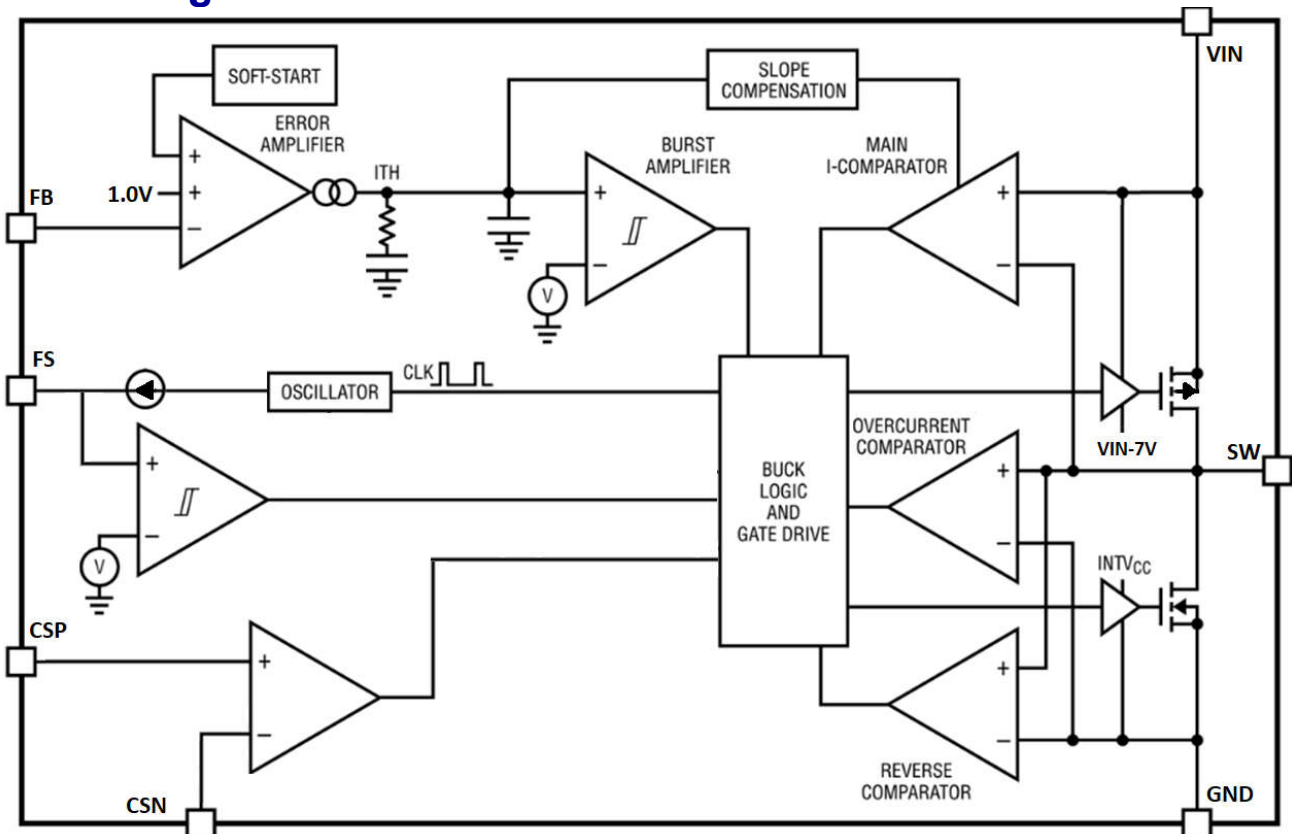 VIN
SOFT-START
SLOPE
COMPENSATION
ERROR
AMPLIFIER
BURST
AMPLIFIER
MAIN
I-COMPARATOR
ITH
+
+
-
1.0V
FB
+
-
V
+
-
FS
CLK
OSCILLATOR
VIN-7V
SW
OVERCURRENT
COMPARATOR
+
-
BUCK
LOGIC
AND
GATE DRIVE
+
-
V
INTVCC
CSP
+
-
+
-
REVERSE
COMPARATOR
CSN
GND